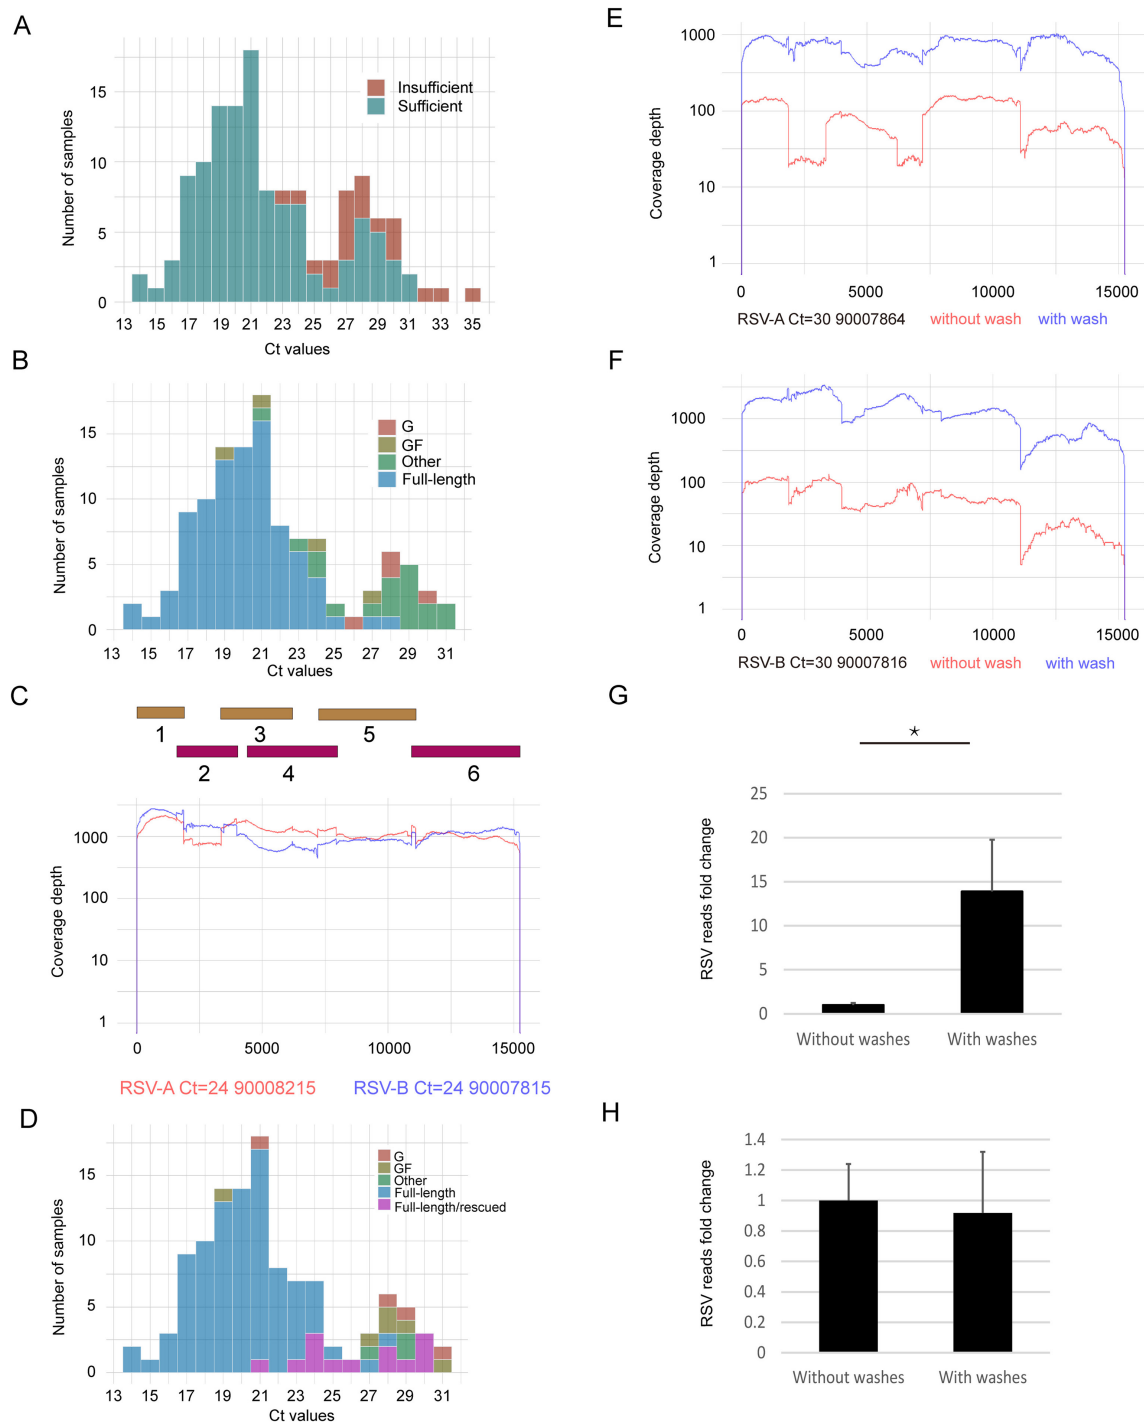 A
Number of samples
15
10
5
0
Insufficient
Sufficient
13 15 17 19 21 23 25 27 29 31 33 35
Ct values
B
Number of samples
15
10
5
0
G
GF
Other
Full-length
13 15 17 19 21 23 25 27 29 31
Ct values
C
1 3 5
2 4 6
Coverage depth
1000
100
10
1
0 5000 10000 15000
RSV-A Ct=24 90008215 RSV-B Ct=24 90007815
D
Number of samples
15
10
5
0
G
GF
Other
Full-length
Full-length/rescued
13 15 17 19 21 23 25 27 29 31
Ct values
E
Coverage depth
1000
100
10
1
0 5000 10000 15000
RSV-A Ct=30 90007864 without wash with wash
F
Coverage depth
1000
100
10
1
0 5000 10000 15000
RSV-B Ct=30 90007816 without wash with wash
G
*
RSV reads fold change
25
20
15
10
5
0
Without washes With washes
H
RSV reads fold change
1.4
1.2
1
0.8
0.6
0.4
0.2
0
Without washes With washes